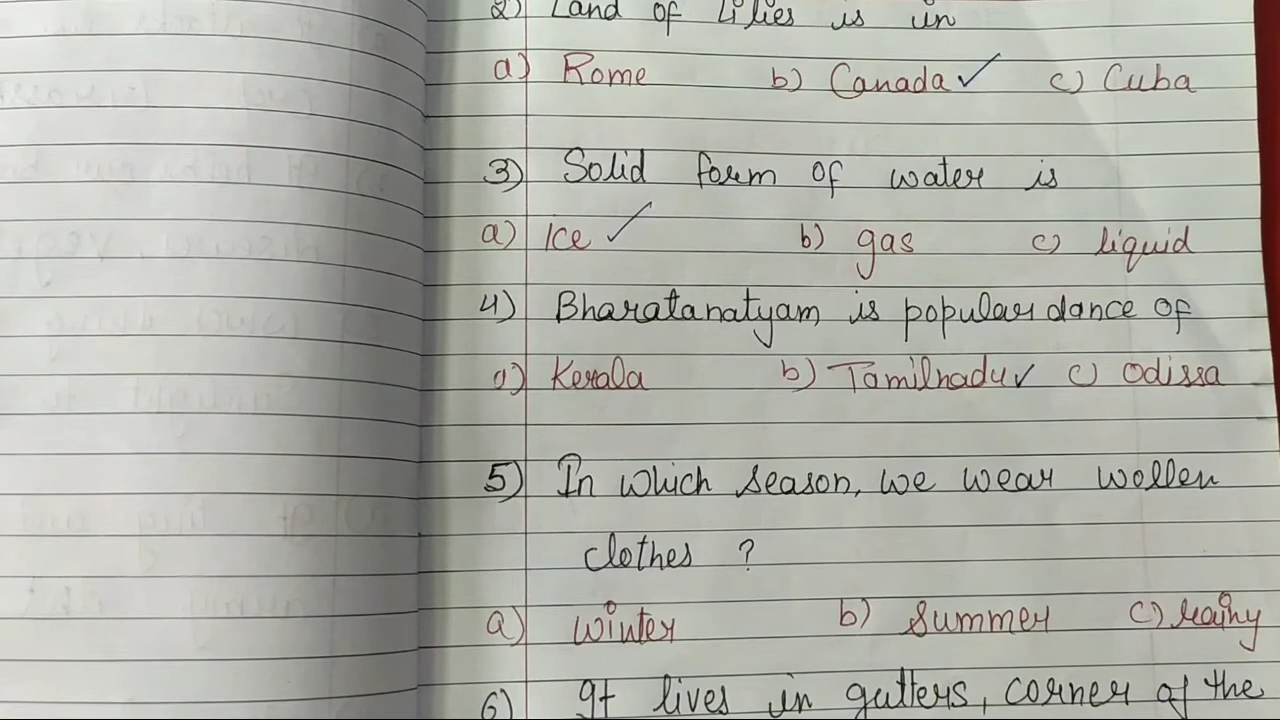 2) Land of Lilies is in
a) Rome b) Canada ✓ c) Cuba
3) Solid form of water is
a) Ice ✓ b) gas c) liquid
4) Bharatanatyam is popular dance of
a) Kerala b) Tamilnadu ✓ c) Odissa
5) In which season, we wear wollen
clothes ?
a) Winter b) Summer c) rainy
6) It lives in gutters, corner of the